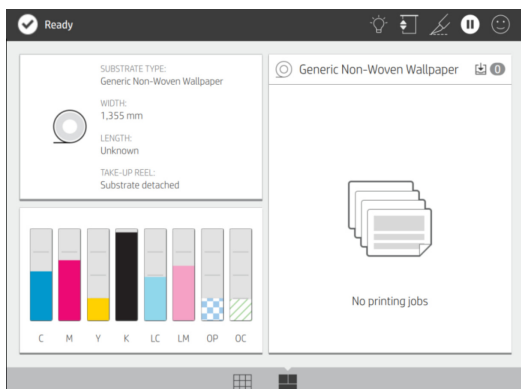 Ready
SUBSTRATE TYPE:
Generic Non-Woven Wallpaper
WIDTH:
1,355 mm
LENGTH:
Unknown
TAKE-UP REEL:
Substrate detached
C M Y K LC LM OP OC
Generic Non-Woven Wallpaper 0
No printing jobs